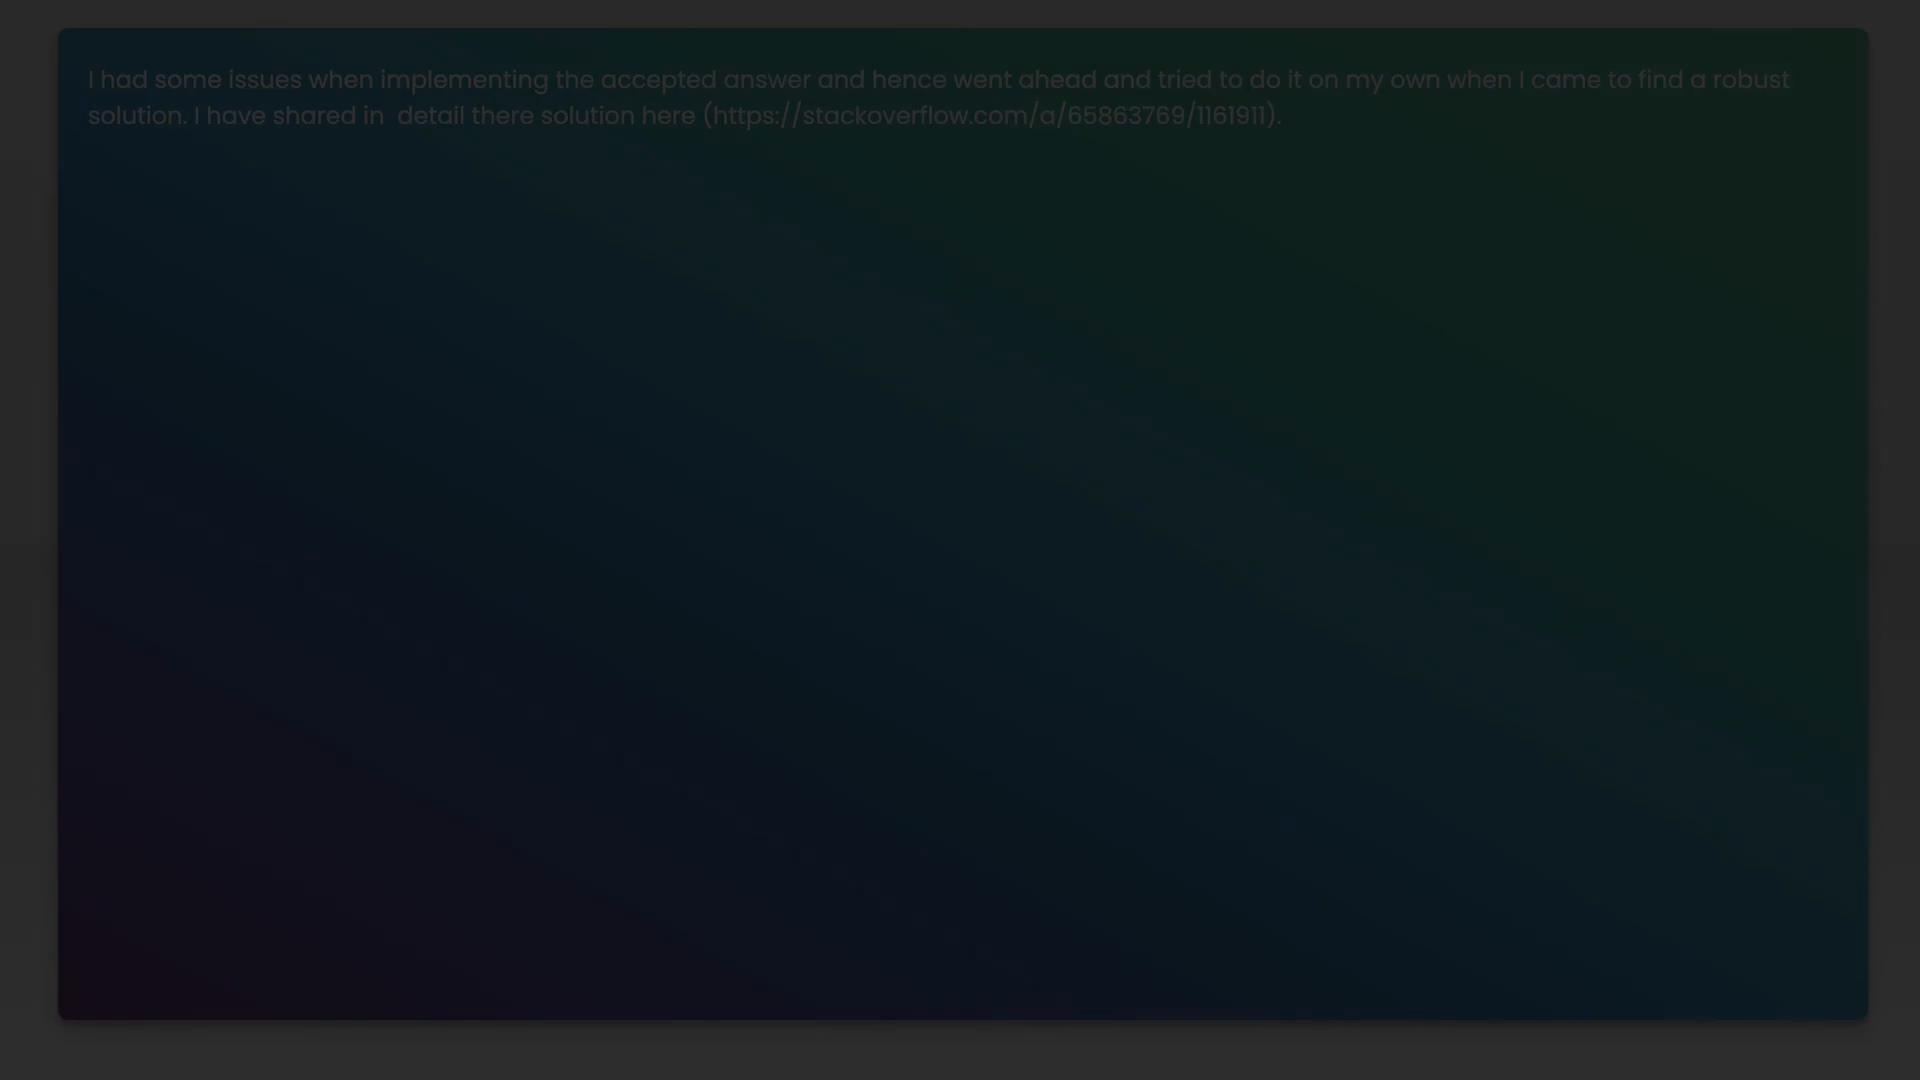 I had some issues when implementing the accepted answer and hence went ahead and tried to do it on my own when I came to find a robust
solution. I have shared in  detail there solution here (https://stackoverflow.com/a/65863769/1161911).